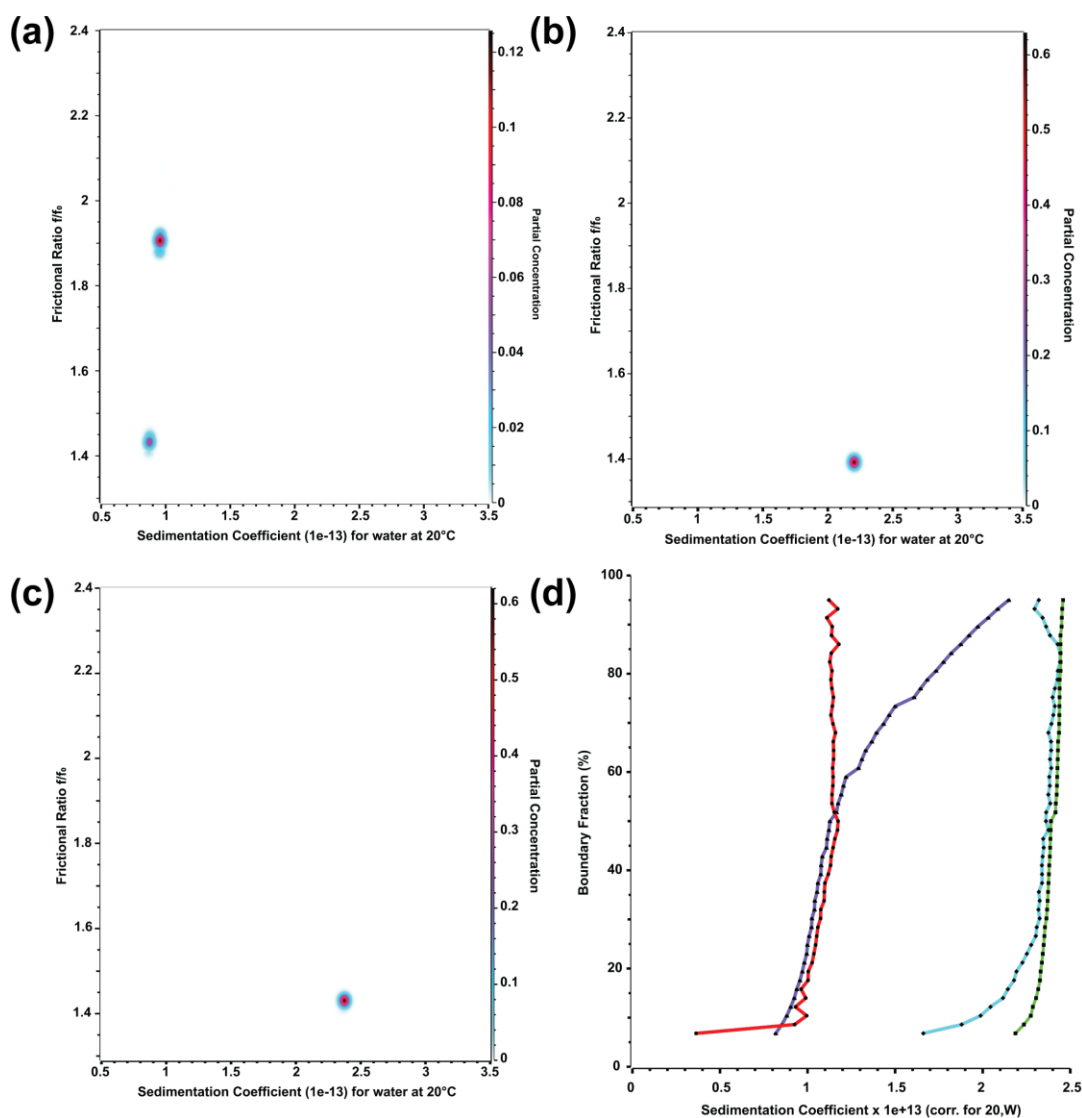 (a)
2.4
2.2
2
1.8
1.6
1.4
Frictional Ratio f/f₀
0.5 1 1.5 2 2.5 3 3.5
Sedimentation Coefficient (1e-13) for water at 20°C
0.12
0.1
0.08
0.06
0.04
0.02
0
Partial Concentration
(b)
2.4
2.2
2
1.8
1.6
1.4
Frictional Ratio f/f₀
0.5 1 1.5 2 2.5 3 3.5
Sedimentation Coefficient (1e-13) for water at 20°C
0.6
0.5
0.4
0.3
0.2
0.1
0
Partial Concentration
(c)
2.4
2.2
2
1.8
1.6
1.4
Frictional Ratio f/f₀
0.5 1 1.5 2 2.5 3 3.5
Sedimentation Coefficient (1e-13) for water at 20°C
0.6
0.5
0.4
0.3
0.2
0.1
0
Partial Concentration
(d)
100
80
60
40
20
0
Boundary Fraction (%)
0 1 1.5 2 2.5
Sedimentation Coefficient x 1e+13 (corr. for 20,W)